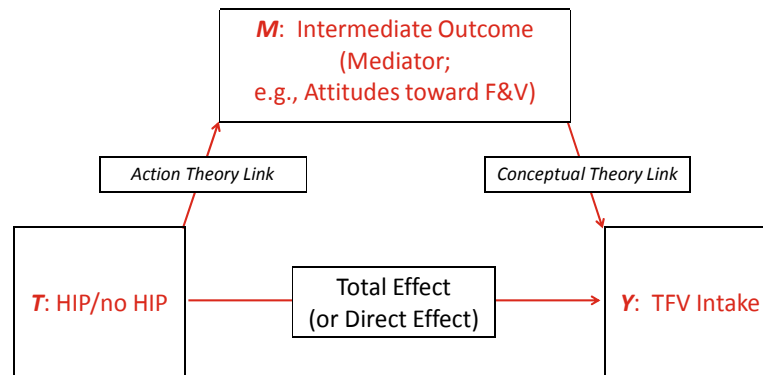 M: Intermediate Outcome
(Mediator;
e.g., Attitudes toward F&V)
Action Theory Link
Conceptual Theory Link
T: HIP/no HIP
Total Effect
(or Direct Effect)
Y: TFV Intake